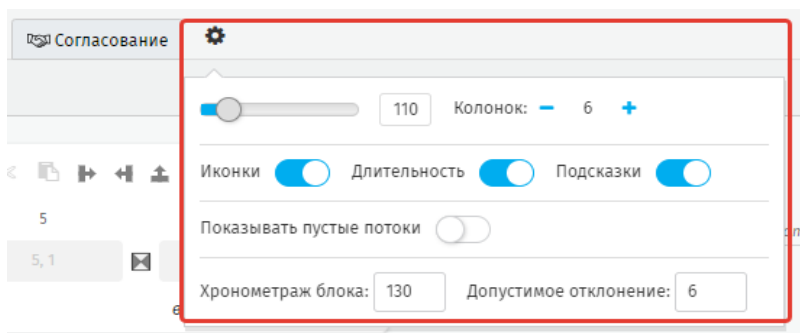 Согласование
110 Колонок: 6
Иконки Длительность Подсказки
5
Показывать пустые потоки
5, 1
Хронометраж блока: 130 Допустимое отклонение: 6